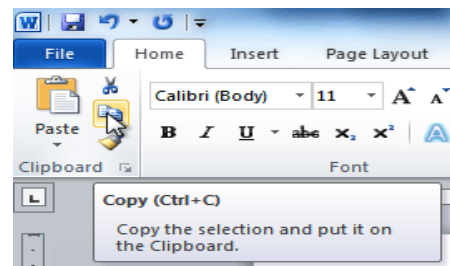 W
File Home Insert Page Layout
Calibri (Body) 11 A A
Paste B I U abe x₂ x² A
Clipboard Font
L Copy (Ctrl+C)
Copy the selection and put it on
the Clipboard.